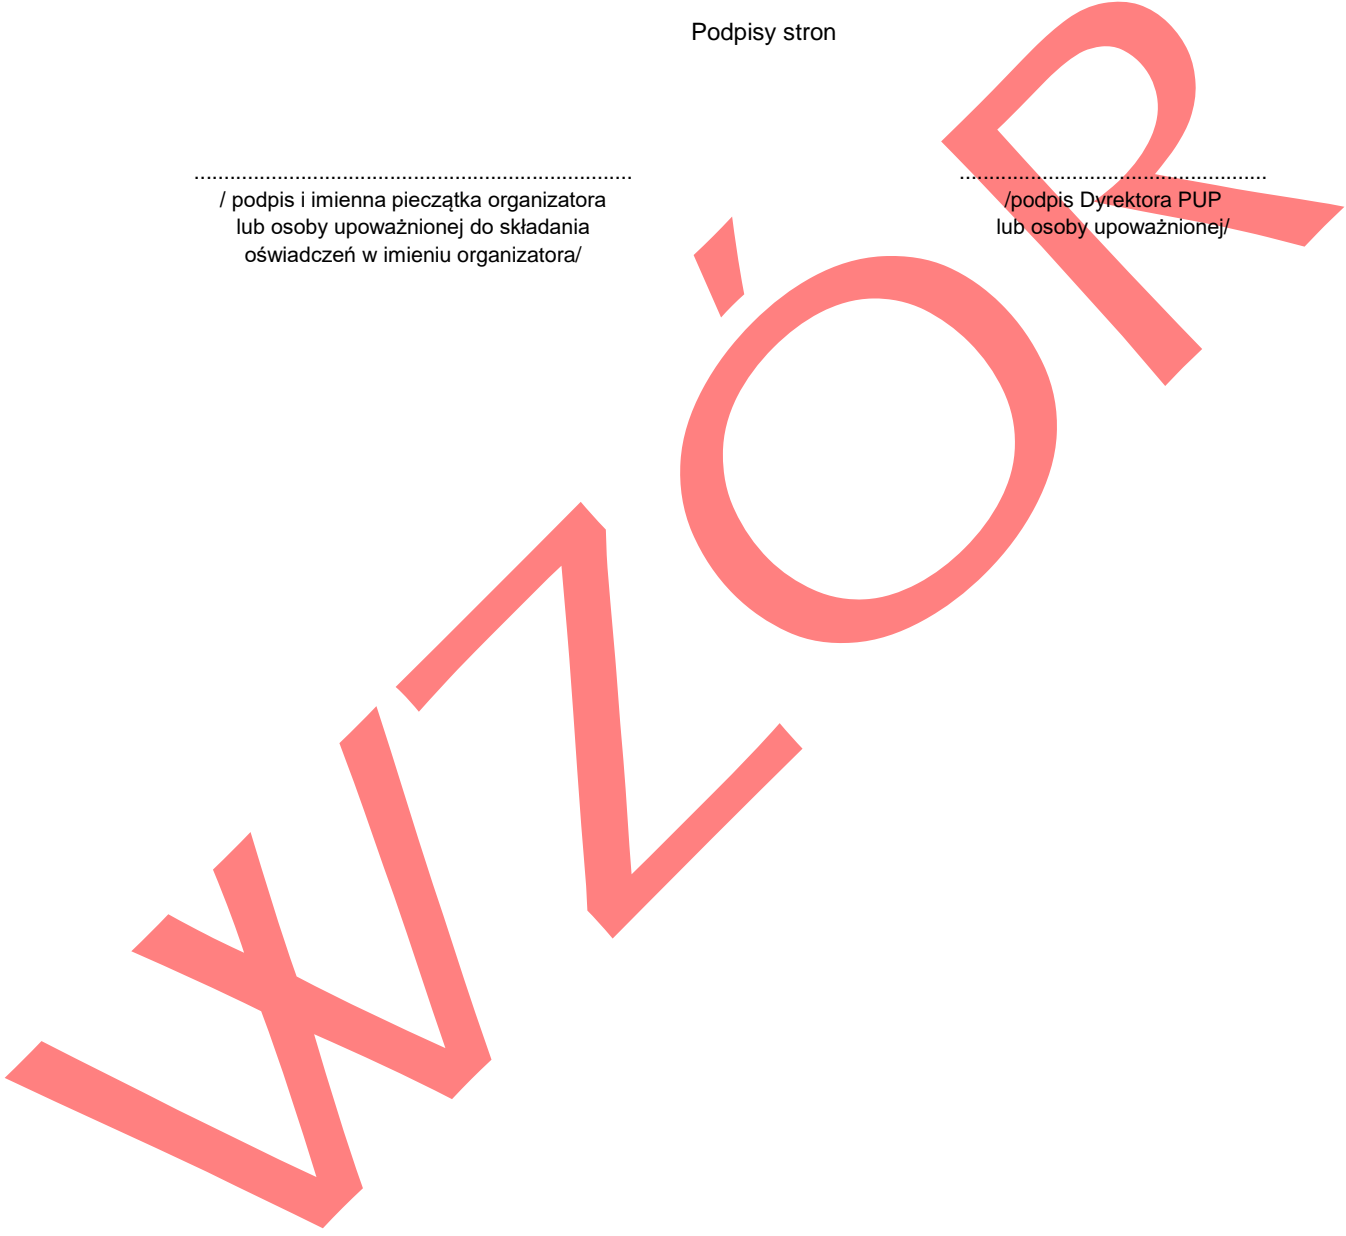 Podpisy stron
......................................................................... ...................................................
/ podpis i imienna pieczątka organizatora /podpis Dyrektora PUP
lub osoby upoważnionej do składania lub osoby upoważnionej/
oświadczeń w imieniu organizatora/
WZÓR